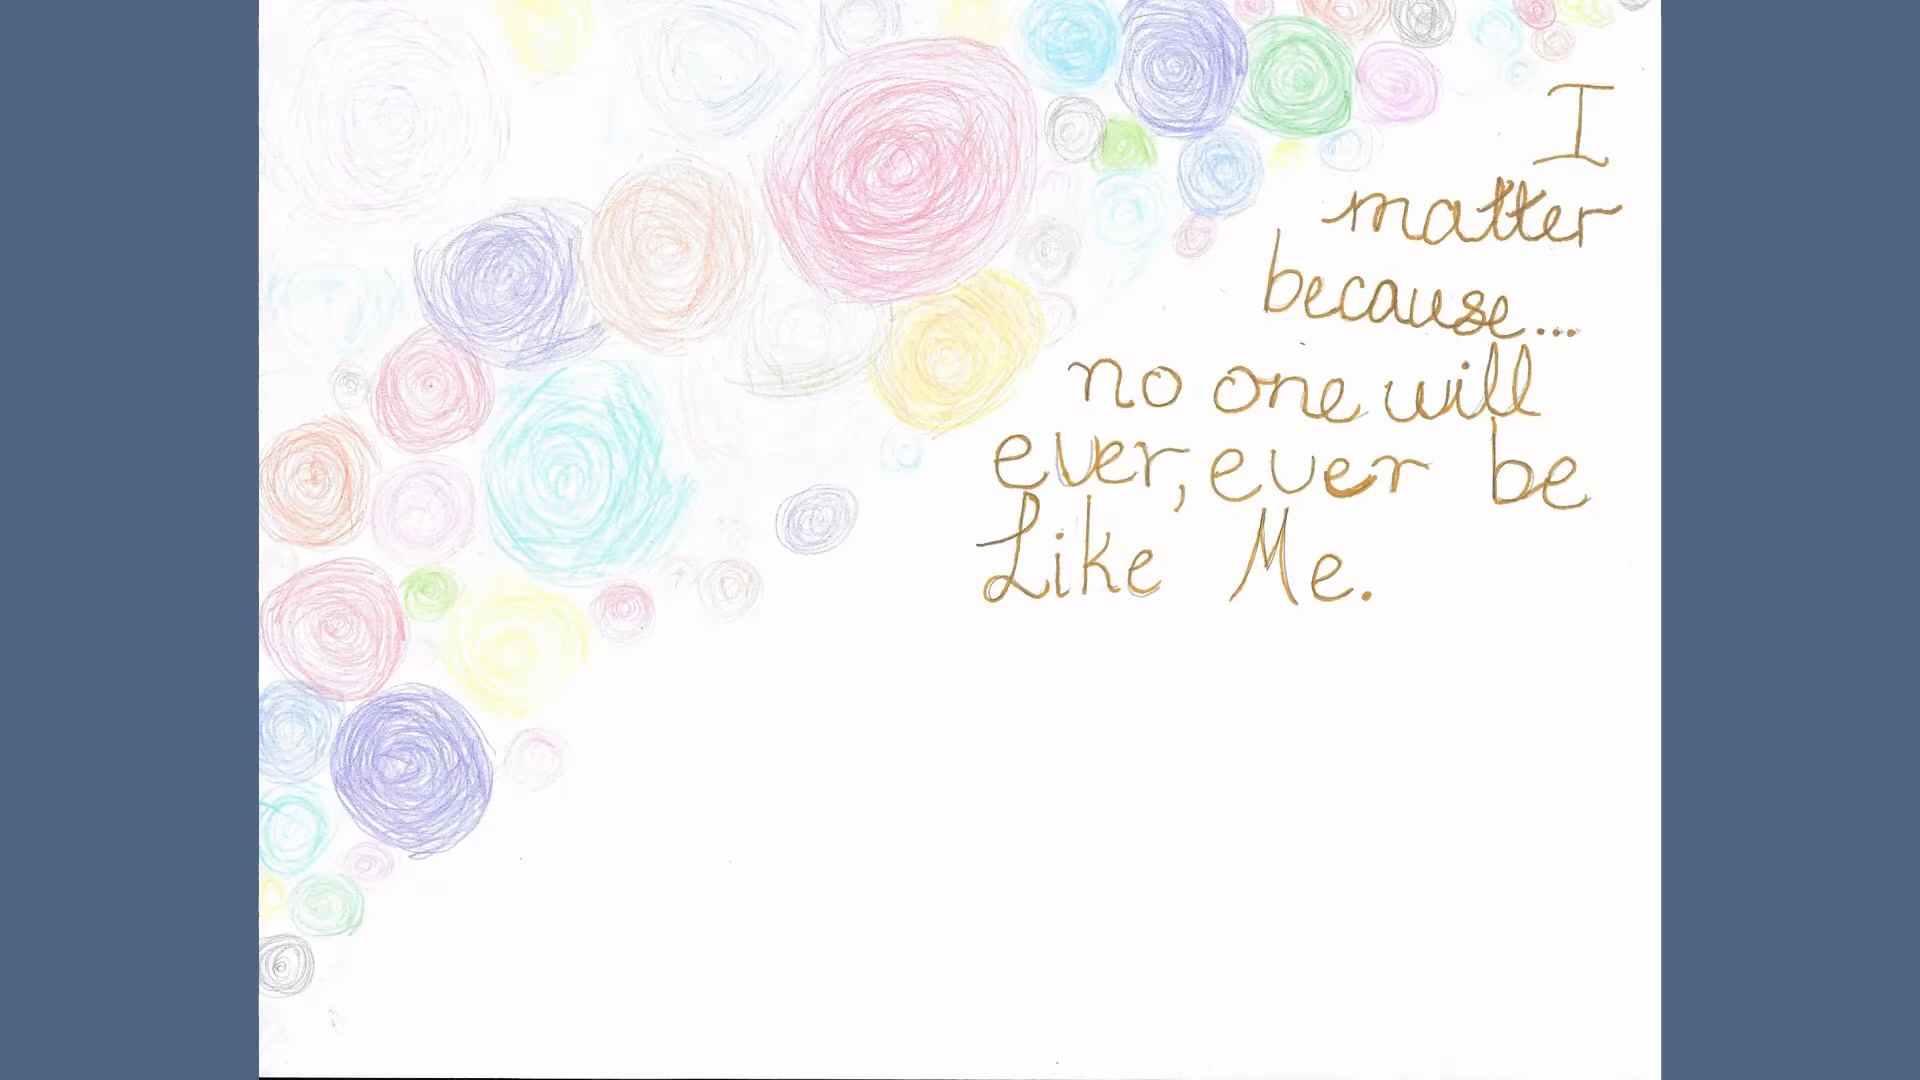 I
matter
because...
no one will
ever, ever be
Like Me.